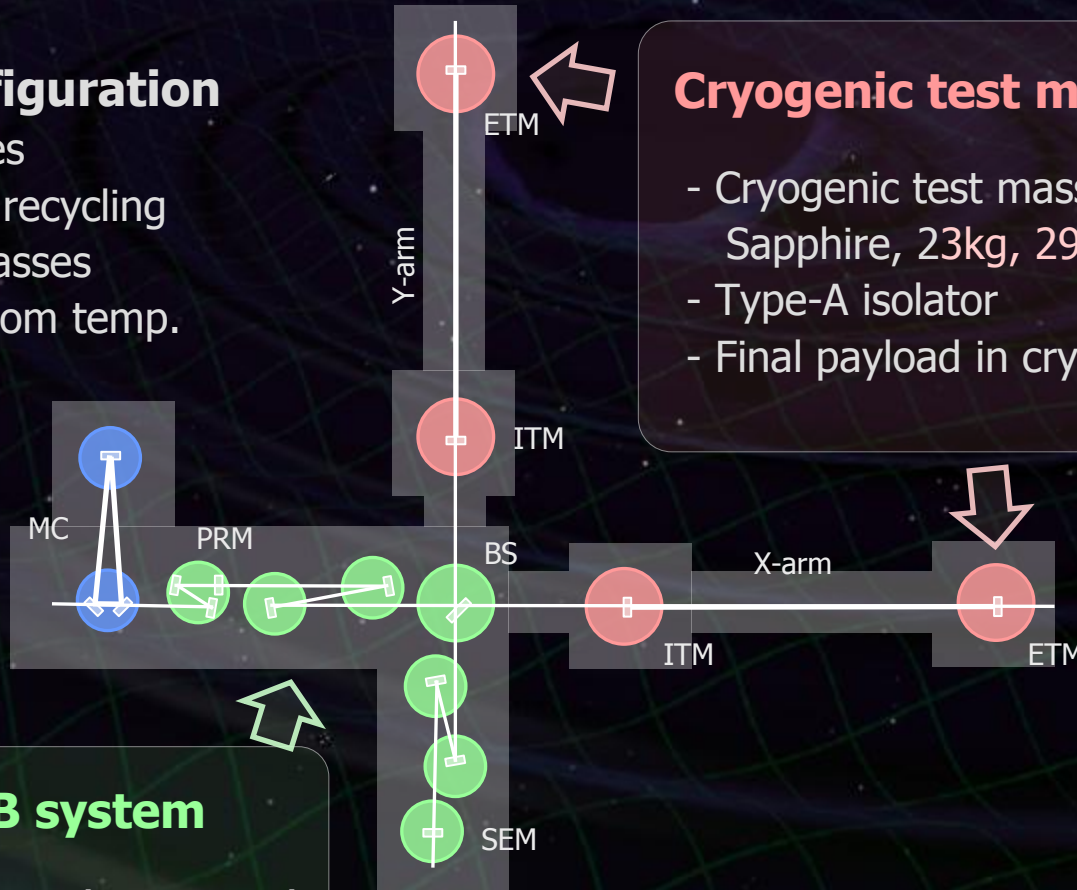 figuration
es
recycling
asses
om temp.
Cryogenic test m
- Cryogenic test mass
Sapphire, 23kg, 29
- Type-A isolator
- Final payload in cry
ETM
Y-arm
ITM
MC
PRM
BS
X-arm
ITM
ETM
SEM
B system